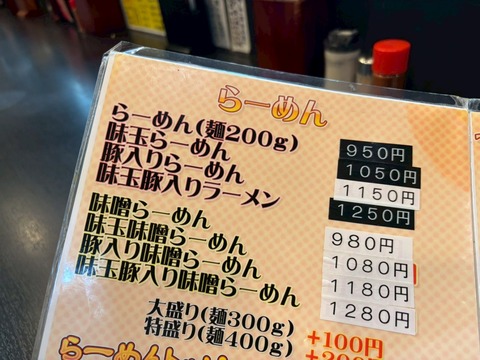 らーめん
らーめん(麺200g) 950円
味玉らーめん 1050円
豚入りらーめん 1150円
味玉豚入りラーメン 1250円
味噌らーめん 980円
味玉味噌らーめん 1080円
豚入り味噌らーめん 1180円
味玉豚入り味噌らーめん 1280円
大盛り(麺300g) +100円
特盛り(麺400g)